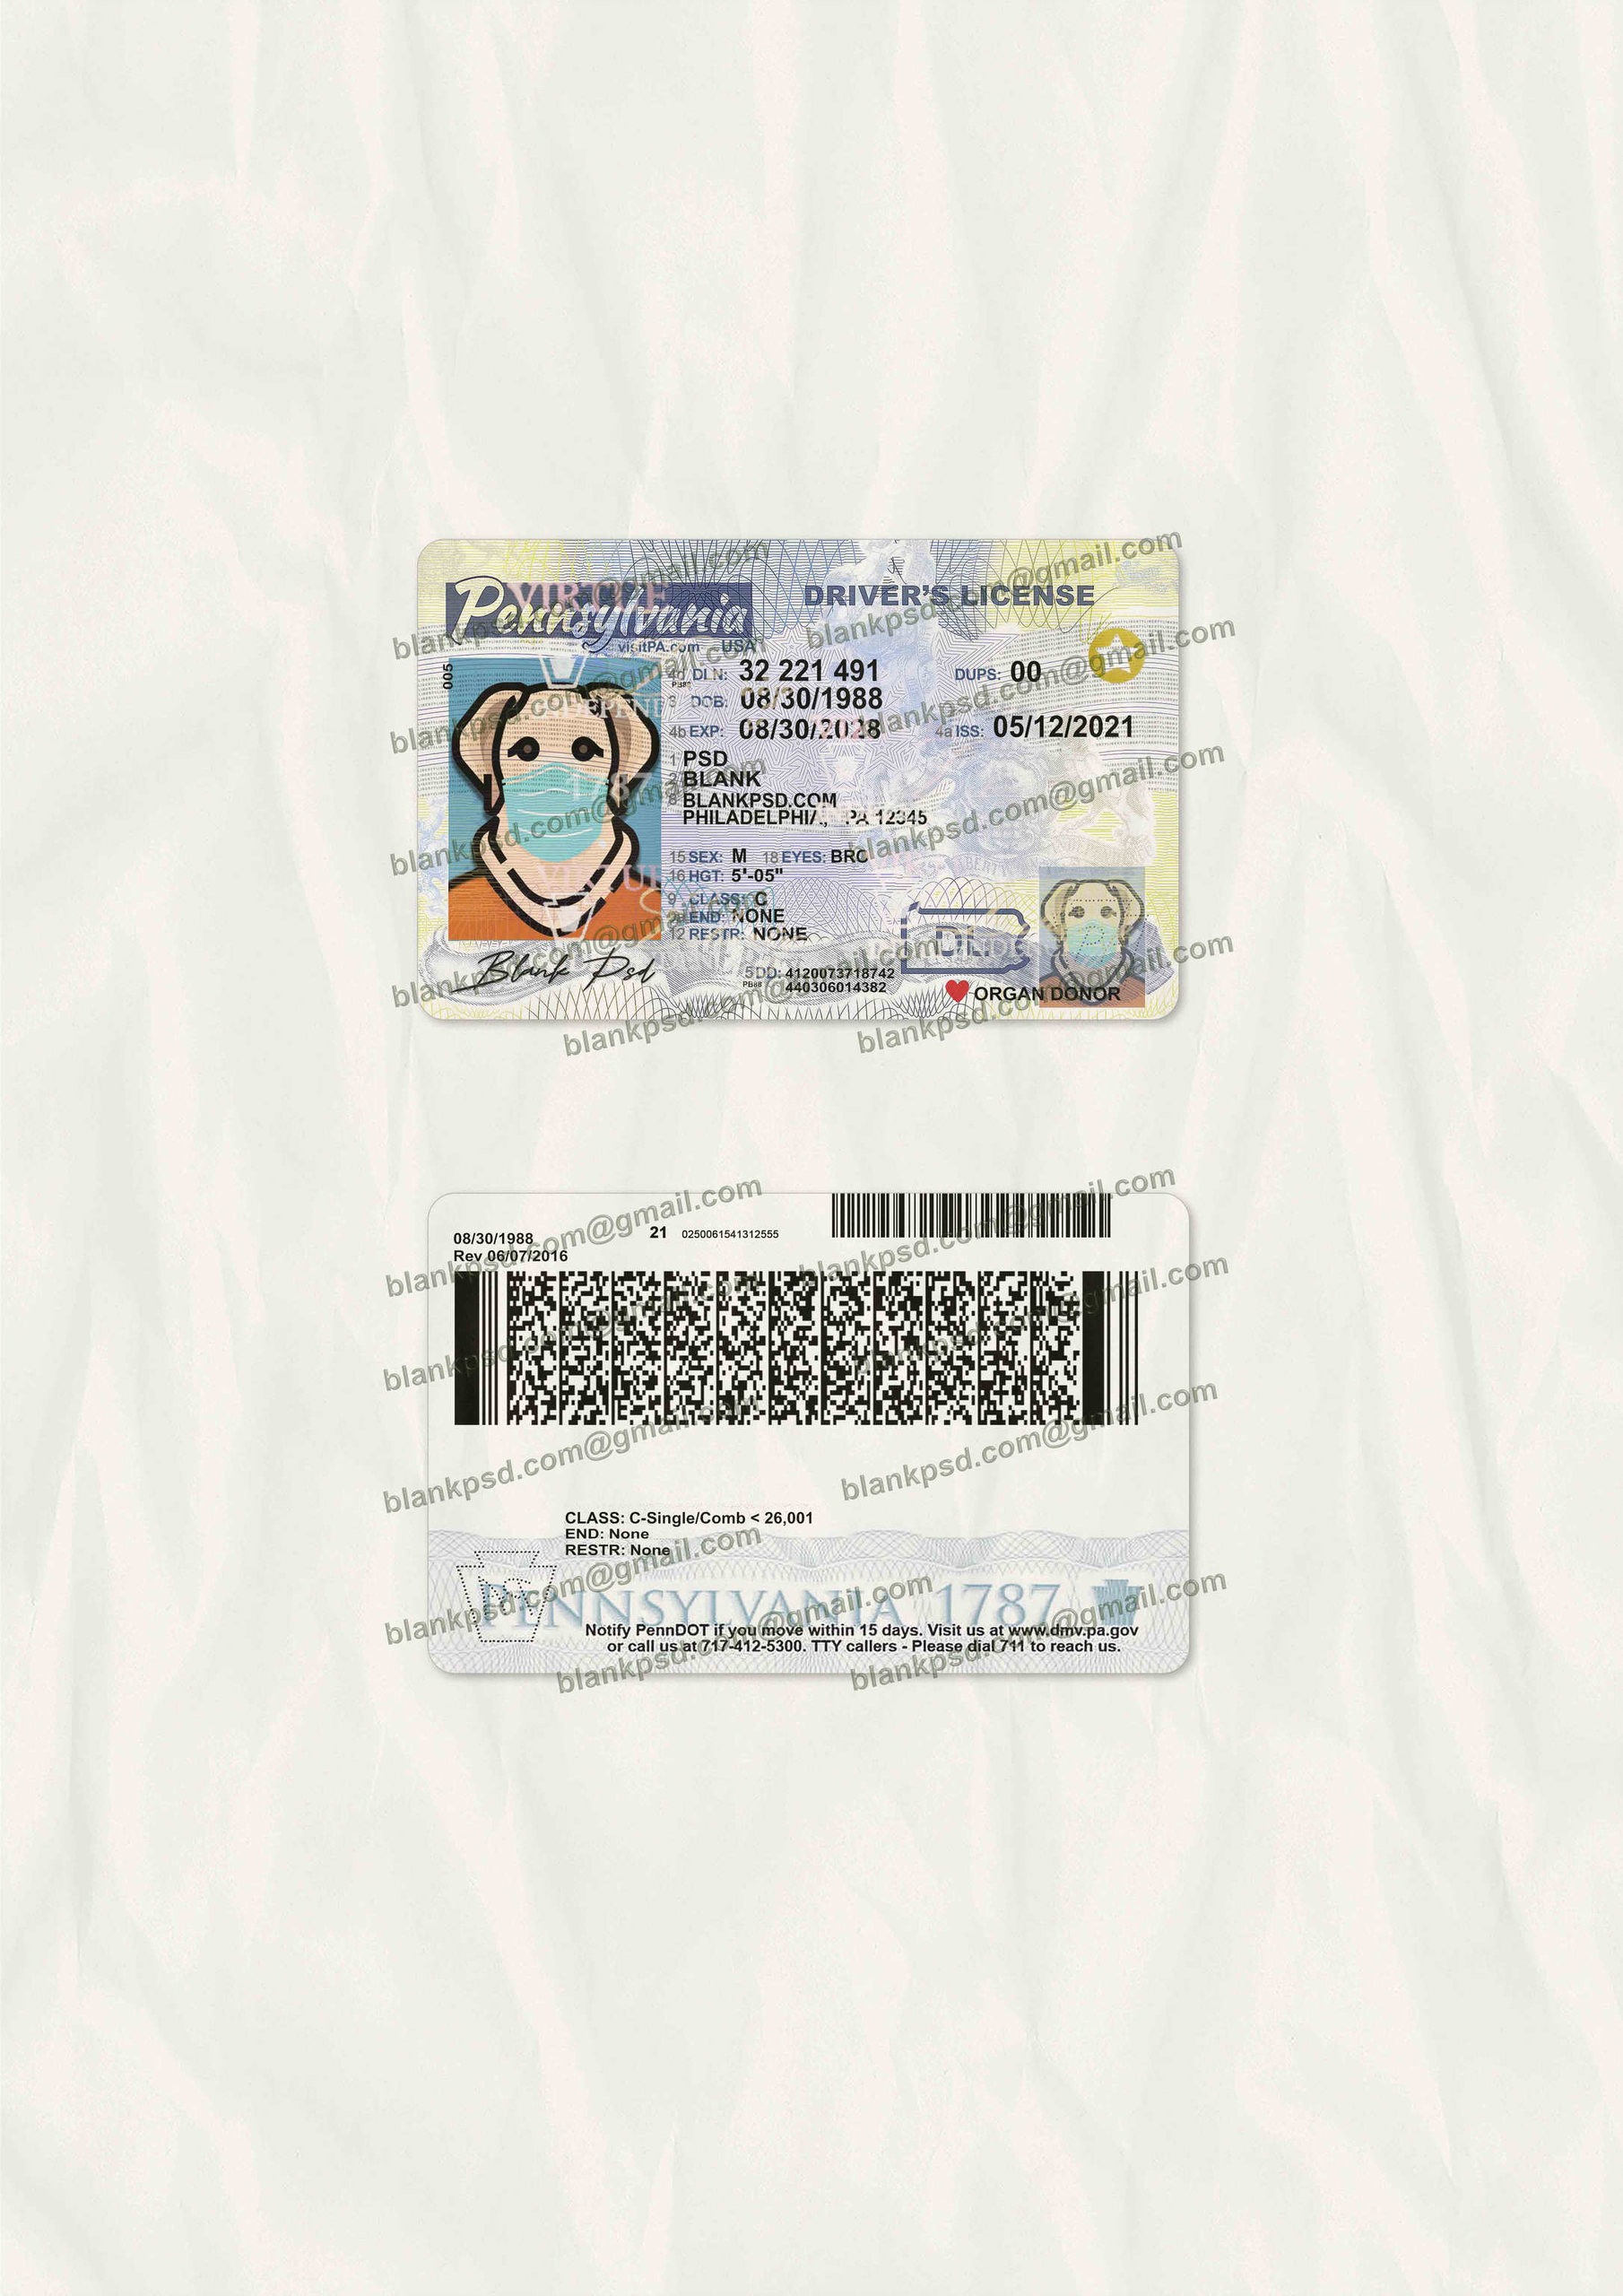 Pennsylvania
VIRTUE
visitPA.com USA
DRIVER'S LICENSE
005
4d DLN: 32 221 491 DUPS: 00
3 DOB: 08/30/1988
4b EXP: 08/30/2028 4a ISS: 05/12/2021
1 PSD
2 BLANK
8 BLANKPSD.COM
PHILADELPHIA, PA 12345
15 SEX: M 18 EYES: BRO
16 HGT: 5'-05"
9 CLASS: C
END: NONE
12 RESTR: NONE
DL
Blank Psd
5 DD: 4120073718742
440306014382
ORGAN DONOR
blankpsd.com@gmail.com
08/30/1988
Rev 06/07/2016
21 0250061541312555
CLASS: C-Single/Comb < 26,001
END: None
RESTR: None
PENNSYLVANIA 1787
Notify PennDOT if you move within 15 days. Visit us at www.dmv.pa.gov
or call us at 717-412-5300. TTY callers - Please dial 711 to reach us.
blankpsd.com@gmail.com